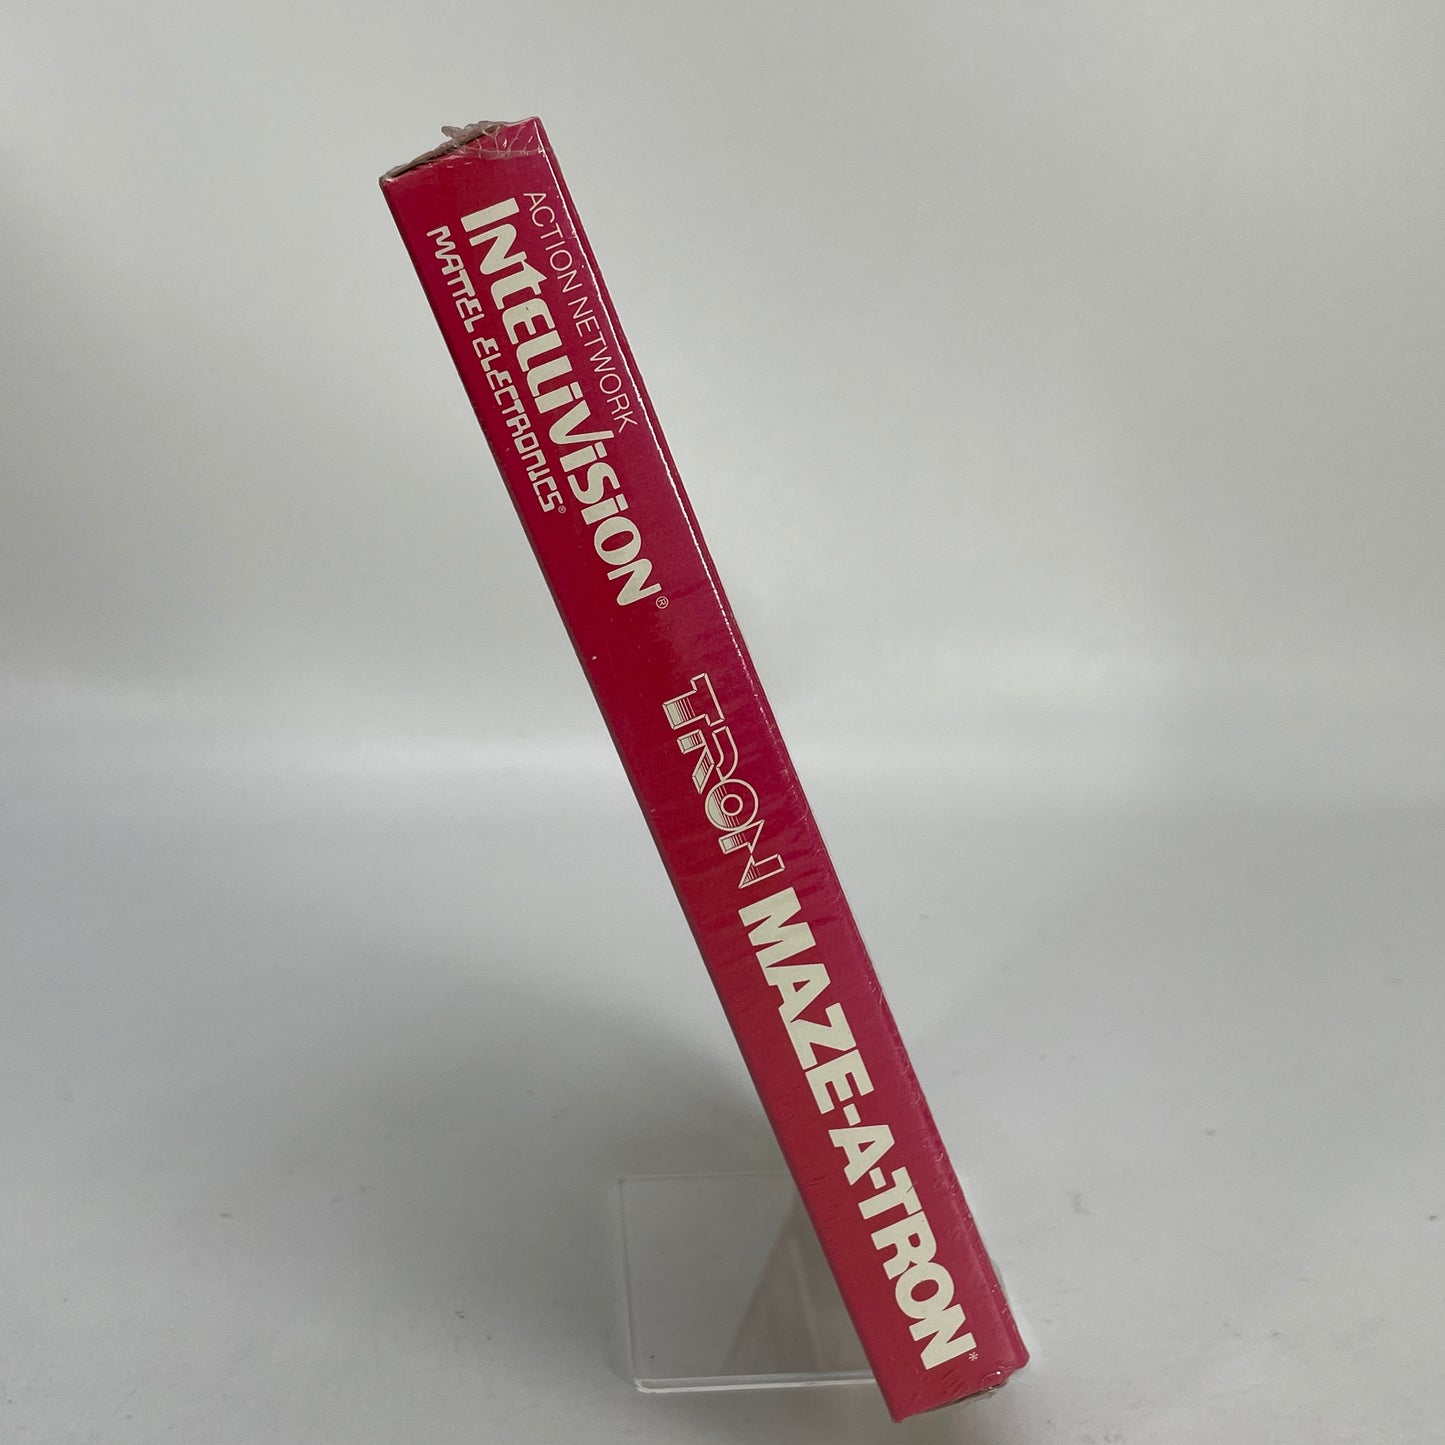 ACTION NETWORK
INTELLIVISION®
MATTEL ELECTRONICS®
TRON MAZE-A-TRON*